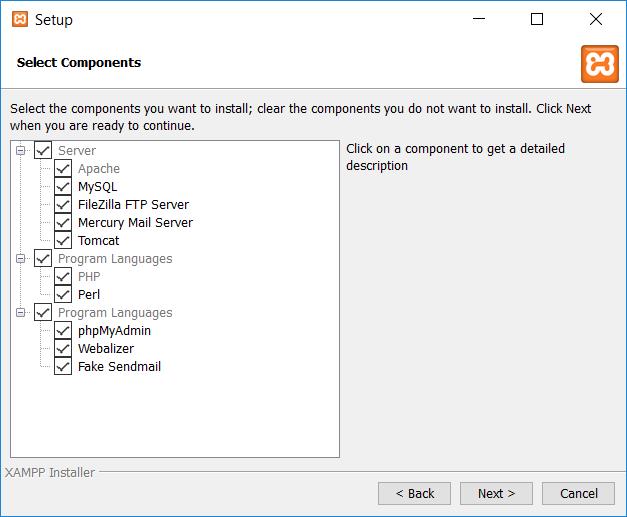 Setup
Select Components
Select the components you want to install; clear the components you do not want to install. Click Next
when you are ready to continue.
Server
Apache
MySQL
FileZilla FTP Server
Mercury Mail Server
Tomcat
Program Languages
PHP
Perl
Program Languages
phpMyAdmin
Webalizer
Fake Sendmail
Click on a component to get a detailed
description
XAMPP Installer
< Back
Next >
Cancel